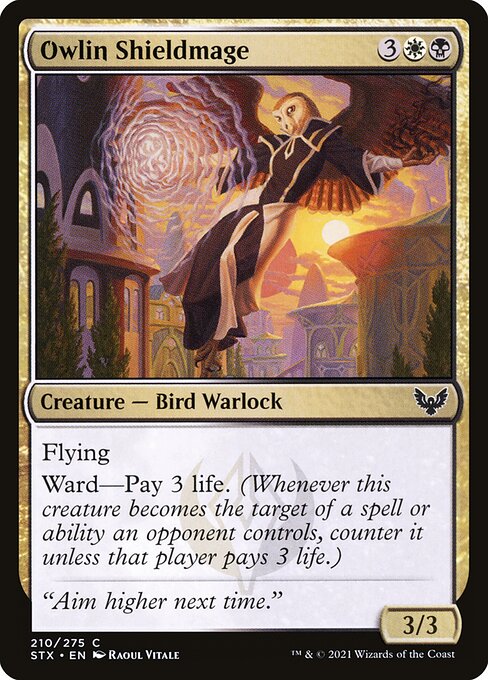 Owlin Shieldmage 3
Creature — Bird Warlock
Flying
Ward—Pay 3 life. (Whenever this
creature becomes the target of a spell or
ability an opponent controls, counter it
unless that player pays 3 life.)
“Aim higher next time.”
3/3
210/275 C
STX • EN Raoul Vitale
™ & © 2021 Wizards of the Coast